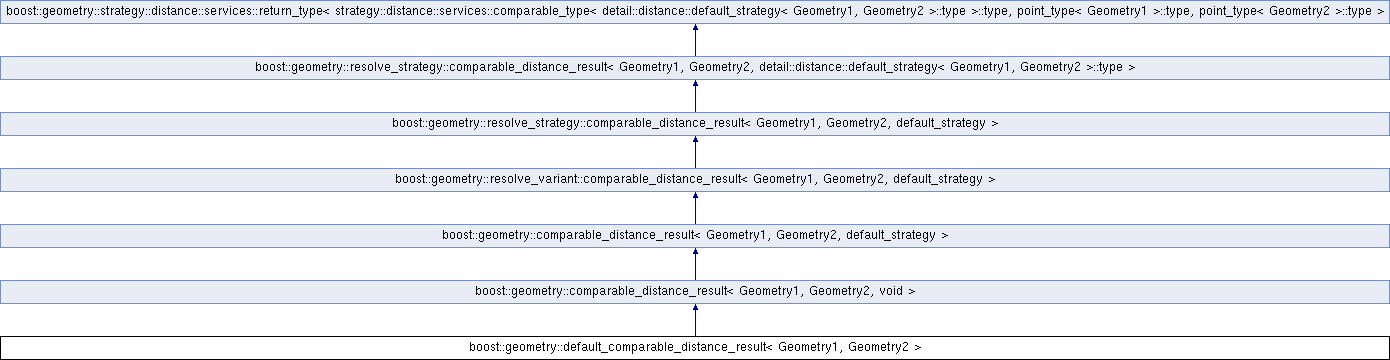 boost::geometry::strategy::distance::services::return_type< strategy::distance::services::comparable_type< detail::distance::default_strategy< Geometry1, Geometry2 >::type >::type, point_type< Geometry1 >::type, point_type< Geometry2 >::type >
boost::geometry::resolve_strategy::comparable_distance_result< Geometry1, Geometry2, detail::distance::default_strategy< Geometry1, Geometry2 >::type >
boost::geometry::resolve_strategy::comparable_distance_result< Geometry1, Geometry2, default_strategy >
boost::geometry::resolve_variant::comparable_distance_result< Geometry1, Geometry2, default_strategy >
boost::geometry::comparable_distance_result< Geometry1, Geometry2, default_strategy >
boost::geometry::comparable_distance_result< Geometry1, Geometry2, void >
boost::geometry::default_comparable_distance_result< Geometry1, Geometry2 >